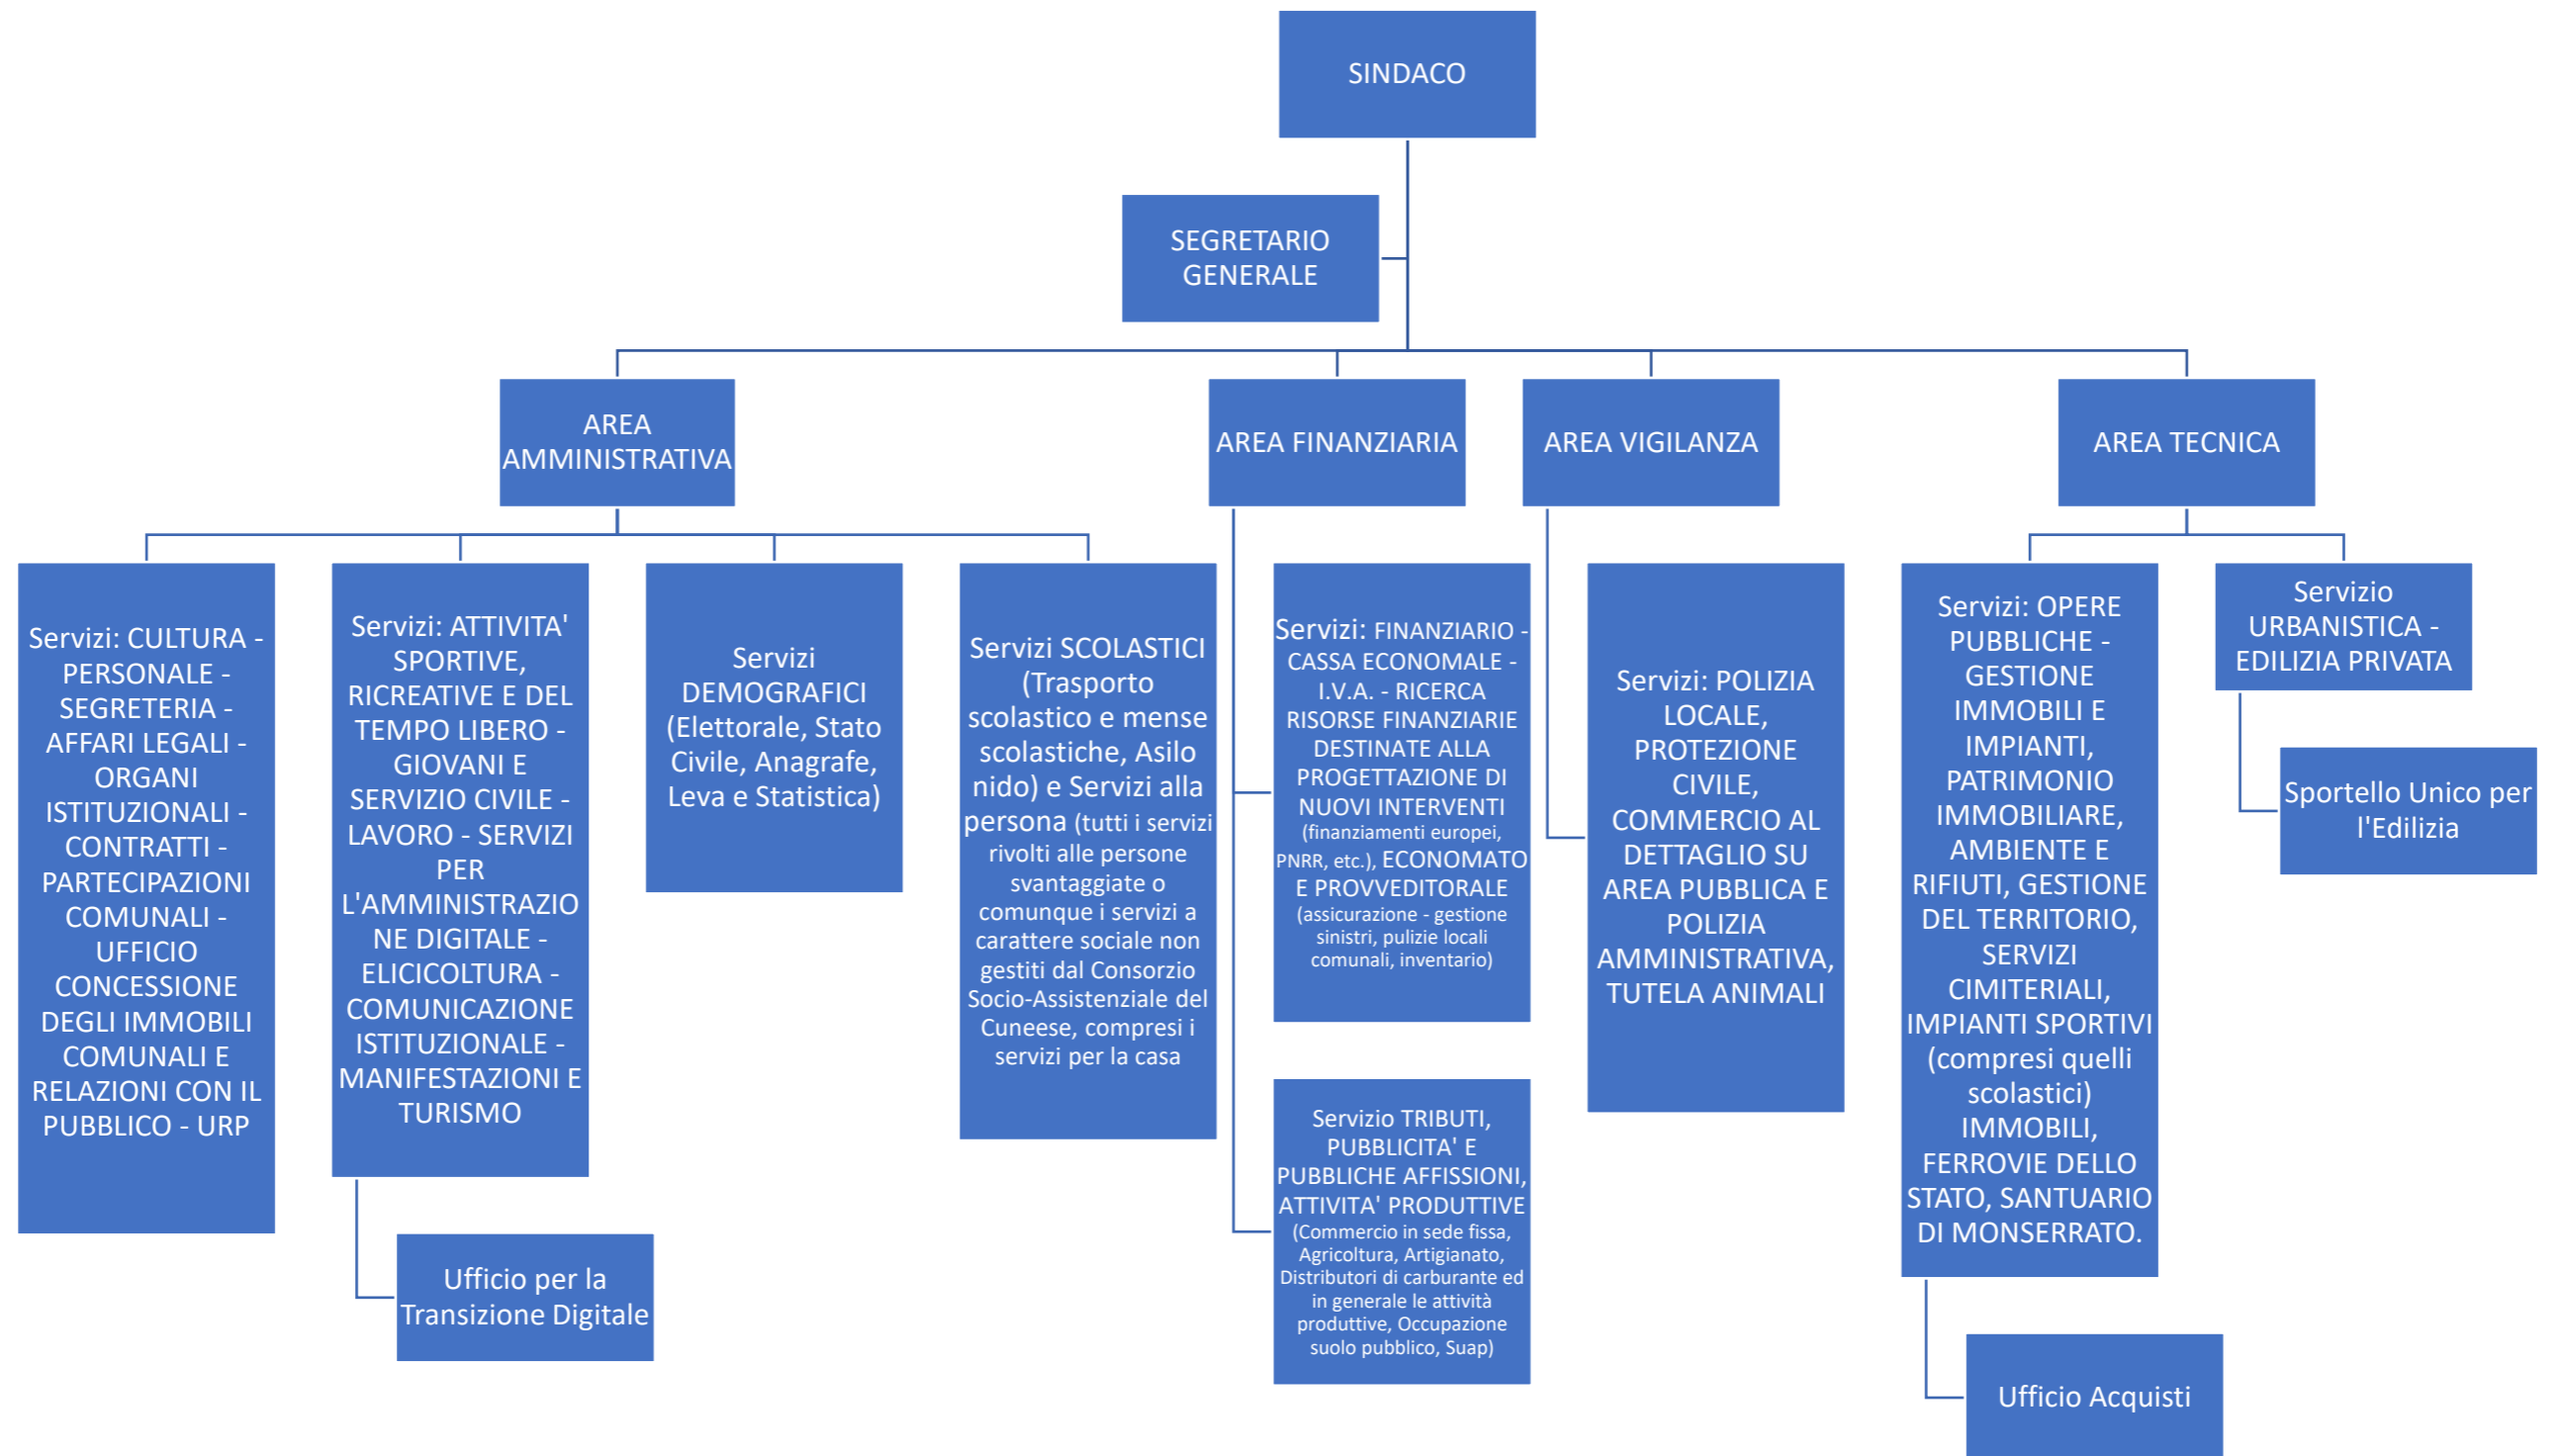 SINDACO
SEGRETARIO
GENERALE
AREA
AMMINISTRATIVA
AREA FINANZIARIA
AREA VIGILANZA
AREA TECNICA
Servizi: CULTURA -
PERSONALE -
SEGRETERIA -
AFFARI LEGALI -
ORGANI
ISTITUZIONALI -
CONTRATTI -
PARTECIPAZIONI
COMUNALI -
UFFICIO
CONCESSIONE
DEGLI IMMOBILI
COMUNALI E
RELAZIONI CON IL
PUBBLICO - URP
Servizi: ATTIVITA'
SPORTIVE,
RICREATIVE E DEL
TEMPO LIBERO -
GIOVANI E
SERVIZIO CIVILE -
LAVORO - SERVIZI
PER
L'AMMINISTRAZIO
NE DIGITALE -
ELICICOLTURA -
COMUNICAZIONE
ISTITUZIONALE -
MANIFESTAZIONI E
TURISMO
Ufficio per la
Transizione Digitale
Servizi
DEMOGRAFICI
(Elettorale, Stato
Civile, Anagrafe,
Leva e Statistica)
Servizi SCOLASTICI
(Trasporto
scolastico e mense
scolastiche, Asilo
nido) e Servizi alla
persona (tutti i servizi
rivolti alle persone
svantaggiate o
comunque i servizi a
carattere sociale non
gestiti dal Consorzio
Socio-Assistenziale del
Cuneese, compresi i
servizi per la casa
Servizi: FINANZIARIO -
CASSA ECONOMALE -
I.V.A. - RICERCA
RISORSE FINANZIARIE
DESTINATE ALLA
PROGETTAZIONE DI
NUOVI INTERVENTI
(finanziamenti europei,
PNRR, etc.), ECONOMATO
E PROVVEDITORALE
(assicurazione - gestione
sinistri, pulizie locali
comunali, inventario)
Servizio TRIBUTI,
PUBBLICITA' E
PUBBLICHE AFFISSIONI,
ATTIVITA' PRODUTTIVE
(Commercio in sede fissa,
Agricoltura, Artigianato,
Distributori di carburante ed
in generale le attività
produttive, Occupazione
suolo pubblico, Suap)
Servizi: POLIZIA
LOCALE,
PROTEZIONE
CIVILE,
COMMERCIO AL
DETTAGLIO SU
AREA PUBBLICA E
POLIZIA
AMMINISTRATIVA,
TUTELA ANIMALI
Servizi: OPERE
PUBBLICHE -
GESTIONE
IMMOBILI E
IMPIANTI,
PATRIMONIO
IMMOBILIARE,
AMBIENTE E
RIFIUTI, GESTIONE
DEL TERRITORIO,
SERVIZI
CIMITERIALI,
IMPIANTI SPORTIVI
(compresi quelli
scolastici)
IMMOBILI,
FERROVIE DELLO
STATO, SANTUARIO
DI MONSERRATO.
Ufficio Acquisti
Servizio
URBANISTICA -
EDILIZIA PRIVATA
Sportello Unico per
l'Edilizia